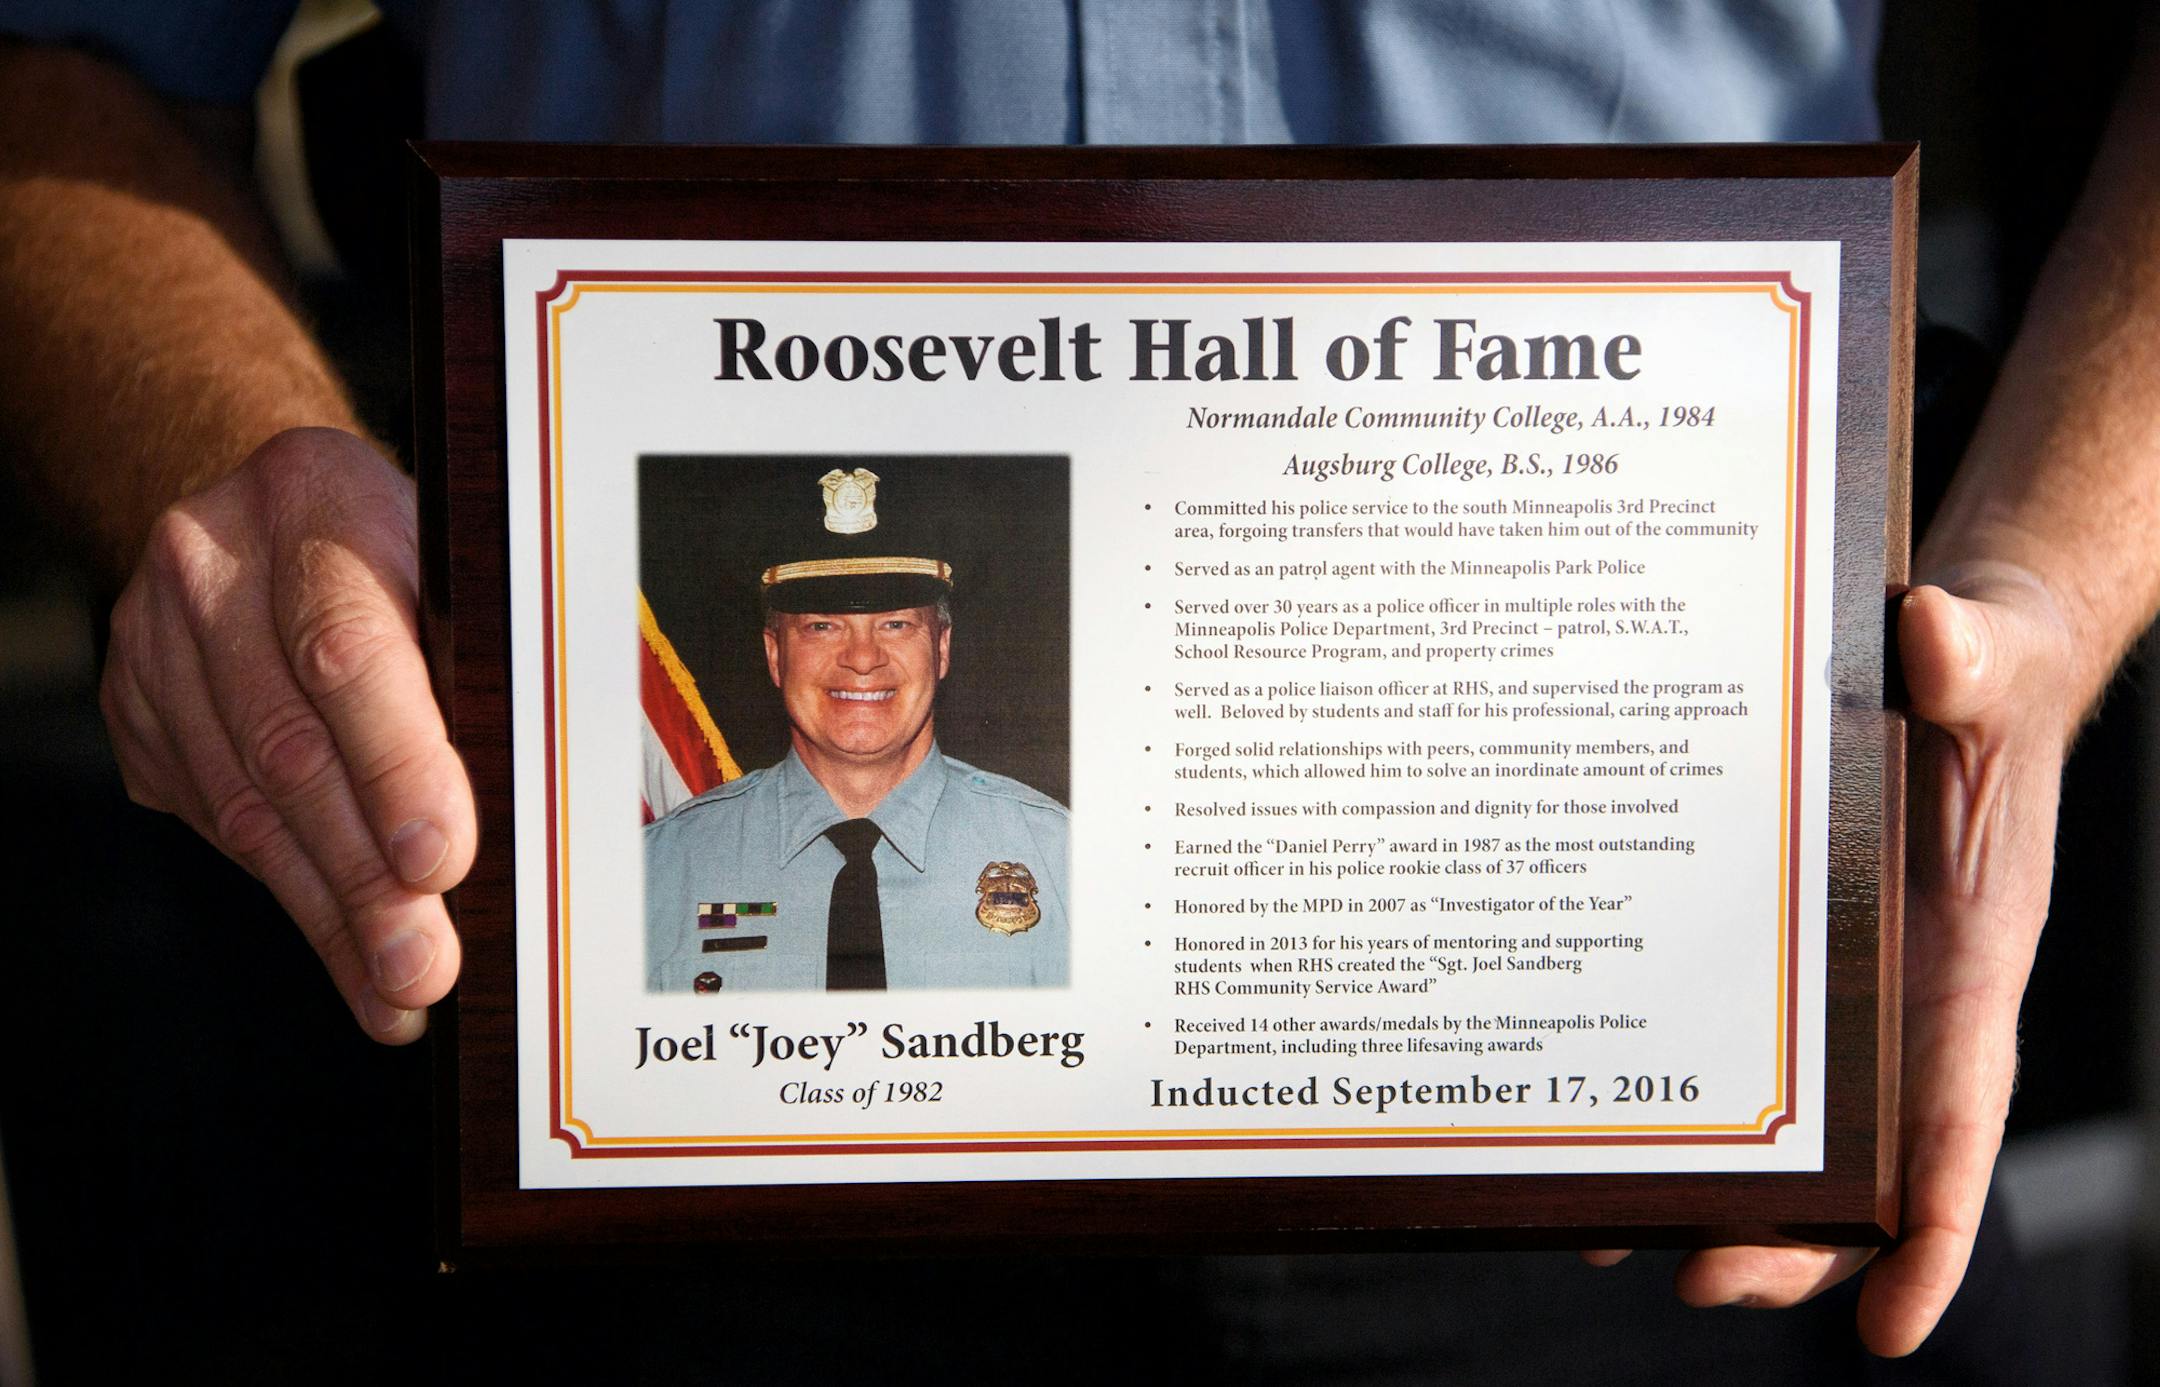 Roosevelt Hall of Fame
Normandale Community College, A.A., 1984
Augsburg College, B.S., 1986
• Committed his police service to the south Minneapolis 3rd Precinct
area, forgoing transfers that would have taken him out of the community
• Served as an patrol agent with the Minneapolis Park Police
• Served over 30 years as a police officer in multiple roles with the
Minneapolis Police Department, 3rd Precinct – patrol, S.W.A.T.,
School Resource Program, and property crimes
• Served as a police liaison officer at RHS, and supervised the program as
well. Beloved by students and staff for his professional, caring approach
• Forged solid relationships with peers, community members, and
students, which allowed him to solve an inordinate amount of crimes
• Resolved issues with compassion and dignity for those involved
• Earned the “Daniel Perry” award in 1987 as the most outstanding
recruit officer in his police rookie class of 37 officers
• Honored by the MPD in 2007 as “Investigator of the Year”
• Honored in 2013 for his years of mentoring and supporting
students when RHS created the “Sgt. Joel Sandberg
RHS Community Service Award”
• Received 14 other awards/medals by the Minneapolis Police
Department, including three lifesaving awards
Inducted September 17, 2016
Joel “Joey” Sandberg
Class of 1982